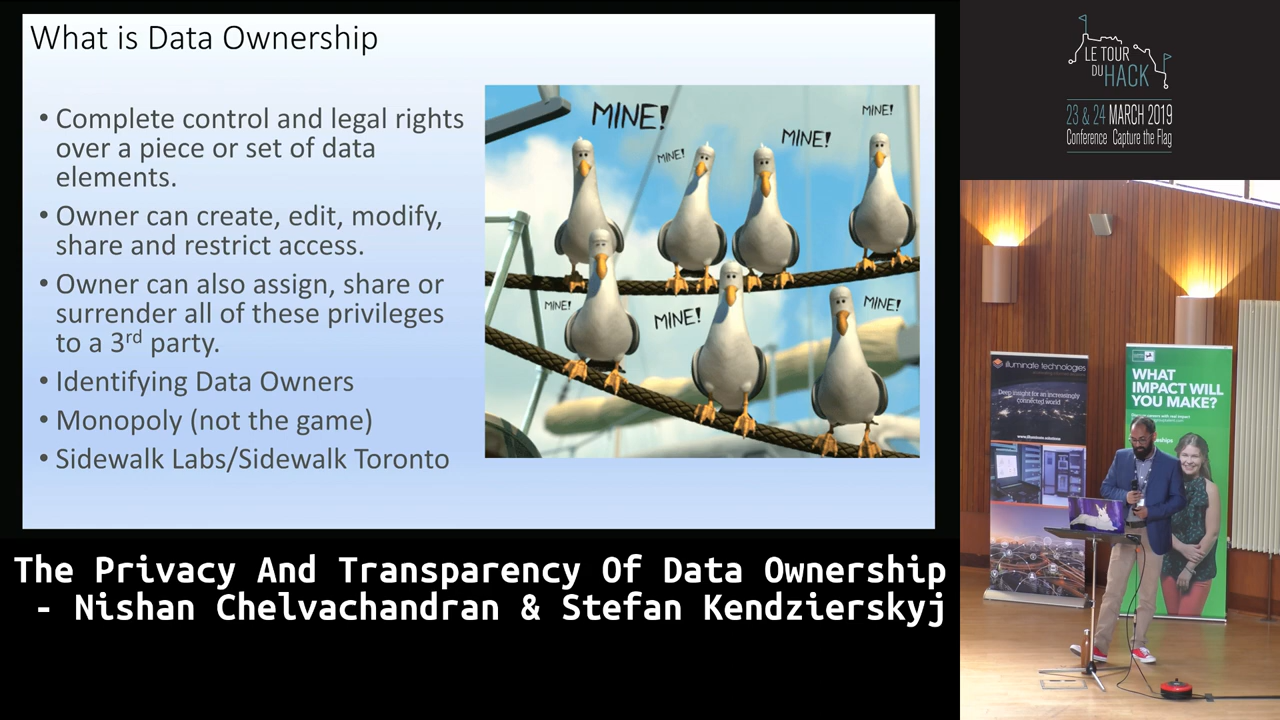 What is Data Ownership
• Complete control and legal rights
over a piece or set of data
elements.
• Owner can create, edit, modify,
share and restrict access.
• Owner can also assign, share or
surrender all of these privileges
to a 3rd party.
• Identifying Data Owners
• Monopoly (not the game)
• Sidewalk Labs/Sidewalk Toronto
MINE!
MINE!
MINE!
MINE!
MINE!
MINE!
MINE!
The Privacy And Transparency Of Data Ownership
- Nishan Chelvachandran & Stefan Kendzierskyj
LE TOUR
DU HACK
23 & 24 MARCH 2019
Conference Capture the Flag
illuminate technologies
Deep insight for an increasingly
connected world
www.illuminate.solutions
WHAT
IMPACT WILL
YOU MAKE?